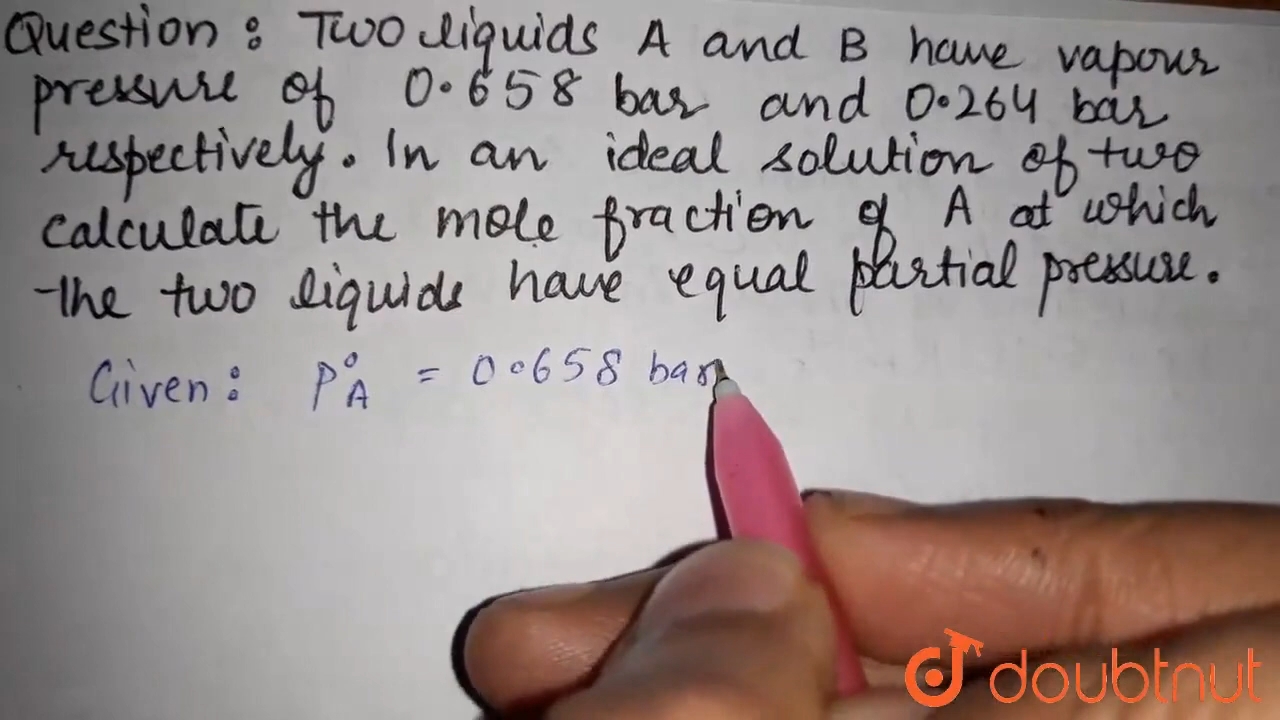 Question: Two liquids A and B have vapour
pressure of 0.658 bar and 0.264 bar
respectively. In an ideal solution of two
calculate the mole fraction of A at which
the two liquids have equal partial pressure.
Given: P°A = 0.658 bar
doubtnut